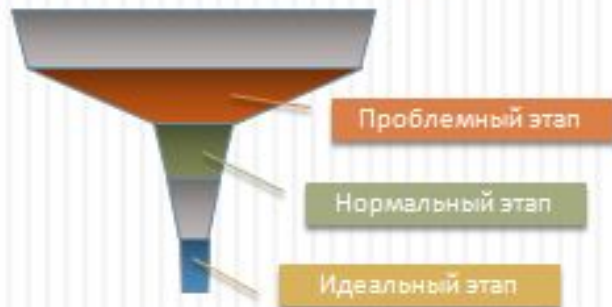 Проблемный этап
Нормальный этап
Идеальный этап